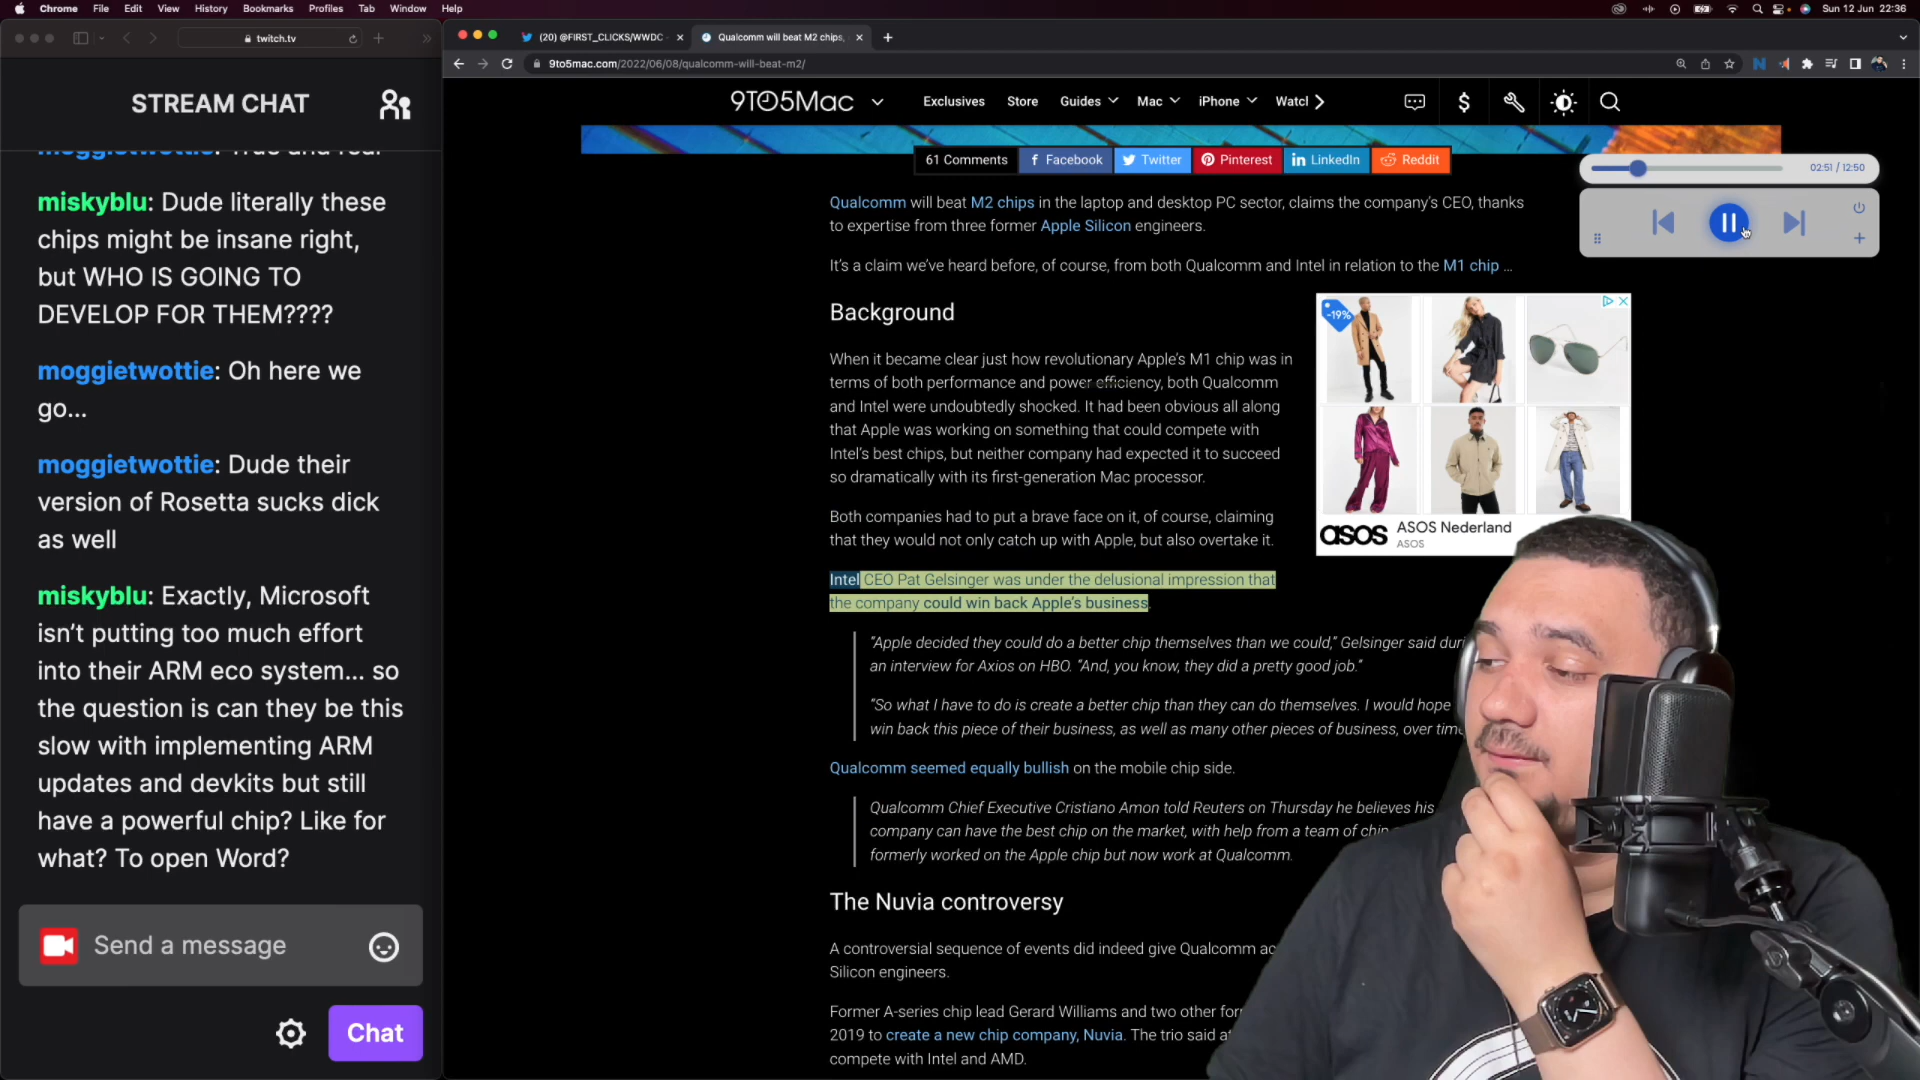 Chrome File Edit View History Bookmarks Profiles Tab Window Help
Sun 12 Jun 22:36
twitch.tv
(20) @FIRST_CLICKS/WWDC
Qualcomm will beat M2 chips,
9to5mac.com/2022/06/08/qualcomm-will-beat-m2/
STREAM CHAT
moggietwottie: True and real
miskyblu: Dude literally these
chips might be insane right,
but WHO IS GOING TO
DEVELOP FOR THEM????
moggietwottie: Oh here we
go...
moggietwottie: Dude their
version of Rosetta sucks dick
as well
miskyblu: Exactly, Microsoft
isn’t putting too much effort
into their ARM eco system... so
the question is can they be this
slow with implementing ARM
updates and devkits but still
have a powerful chip? Like for
what? To open Word?
Send a message
Chat
9TO5Mac
Exclusives Store Guides Mac iPhone Watcl
61 Comments Facebook Twitter Pinterest LinkedIn Reddit
02:51 / 12:50
Qualcomm will beat M2 chips in the laptop and desktop PC sector, claims the company’s CEO, thanks
to expertise from three former Apple Silicon engineers.
It’s a claim we’ve heard before, of course, from both Qualcomm and Intel in relation to the M1 chip ...
Background
When it became clear just how revolutionary Apple’s M1 chip was in
terms of both performance and power efficiency, both Qualcomm
and Intel were undoubtedly shocked. It had been obvious all along
that Apple was working on something that could compete with
Intel’s best chips, but neither company had expected it to succeed
so dramatically with its first-generation Mac processor.
Both companies had to put a brave face on it, of course, claiming
that they would not only catch up with Apple, but also overtake it.
Intel CEO Pat Gelsinger was under the delusional impression that
the company could win back Apple’s business.
“Apple decided they could do a better chip themselves than we could,” Gelsinger said duri
an interview for Axios on HBO. “And, you know, they did a pretty good job.”
“So what I have to do is create a better chip than they can do themselves. I would hope
win back this piece of their business, as well as many other pieces of business, over time
Qualcomm seemed equally bullish on the mobile chip side.
Qualcomm Chief Executive Cristiano Amon told Reuters on Thursday he believes his
company can have the best chip on the market, with help from a team of chip
formerly worked on the Apple chip but now work at Qualcomm.
The Nuvia controversy
A controversial sequence of events did indeed give Qualcomm ac
Silicon engineers.
Former A-series chip lead Gerard Williams and two other for
2019 to create a new chip company, Nuvia. The trio said
compete with Intel and AMD.
-19%
asos ASOS Nederland
ASOS